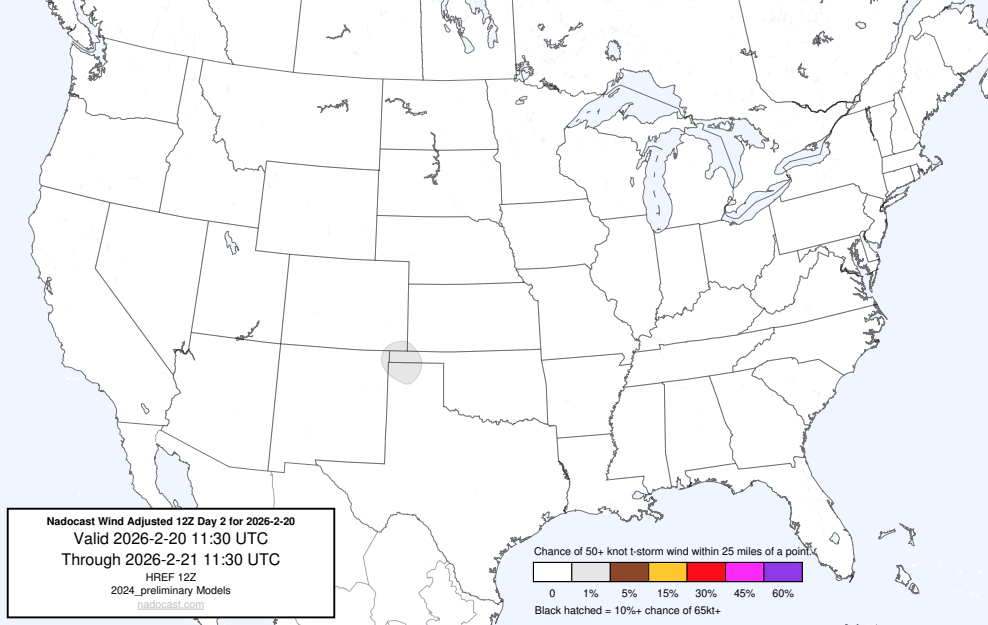 Nadocast Wind Adjusted 12Z Day 2 for 2026-2-20
Valid 2026-2-20 11:30 UTC
Through 2026-2-21 11:30 UTC
HREF 12Z
2024_preliminary Models
nadocast.com
Chance of 50+ knot t-storm wind within 25 miles of a point.
0 1% 5% 15% 30% 45% 60%
Black hatched = 10%+ chance of 65kt+